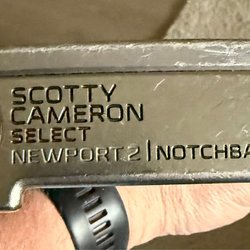 SCOTTY
CAMERON
SELECT
NEWPORT 2 | NOTCHBA